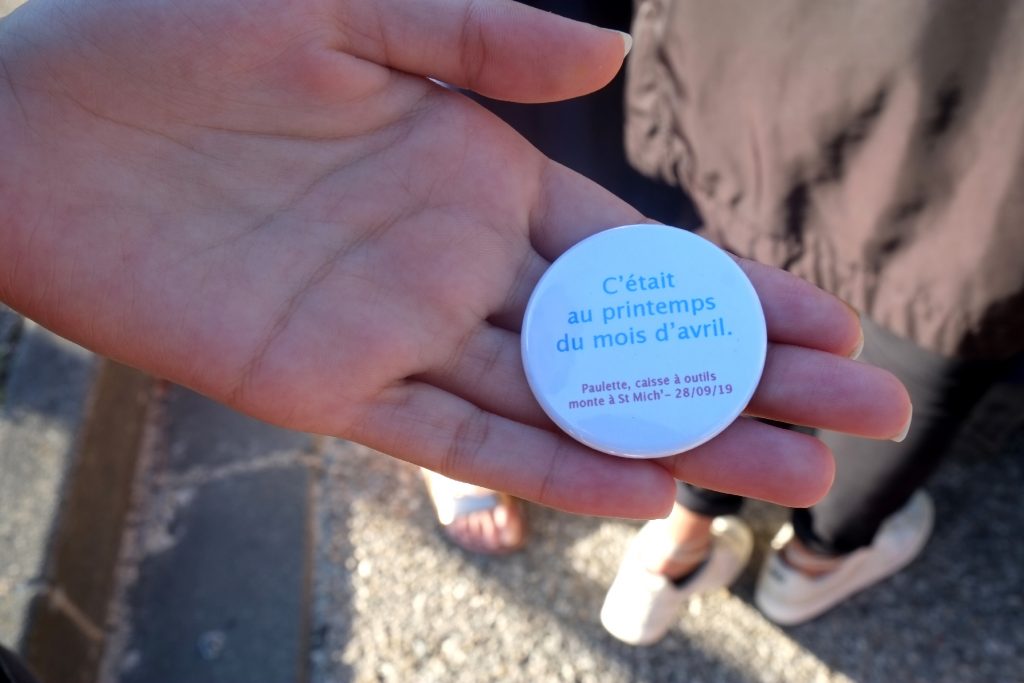 C'était
au printemps
du mois d'avril.
Paulette, caisse à outils
monte à St Mich'- 28/09/19